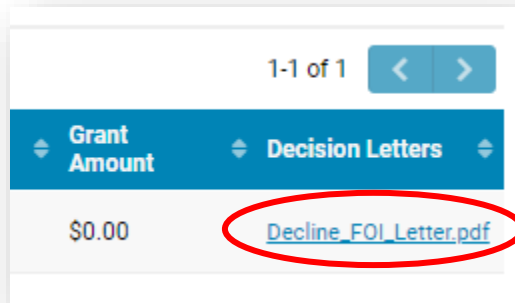 1-1 of 1
Grant Amount
Decision Letters
$0.00
Decline_FOI_Letter.pdf